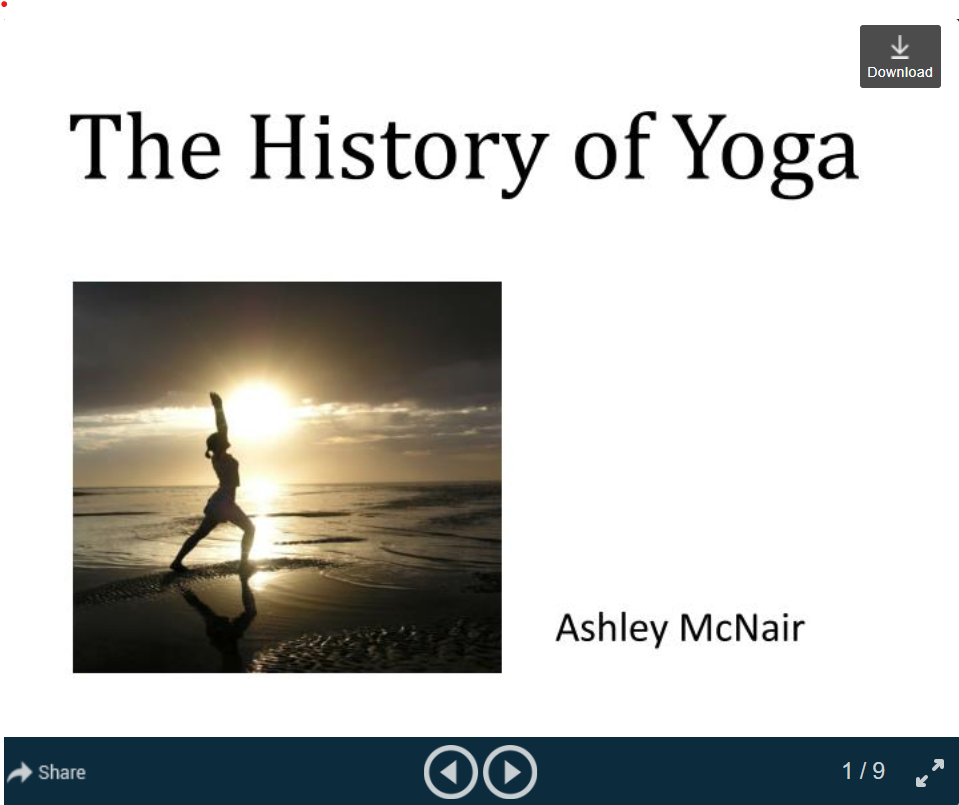 Download
The History of Yoga
Ashley McNair
Share
1 / 9